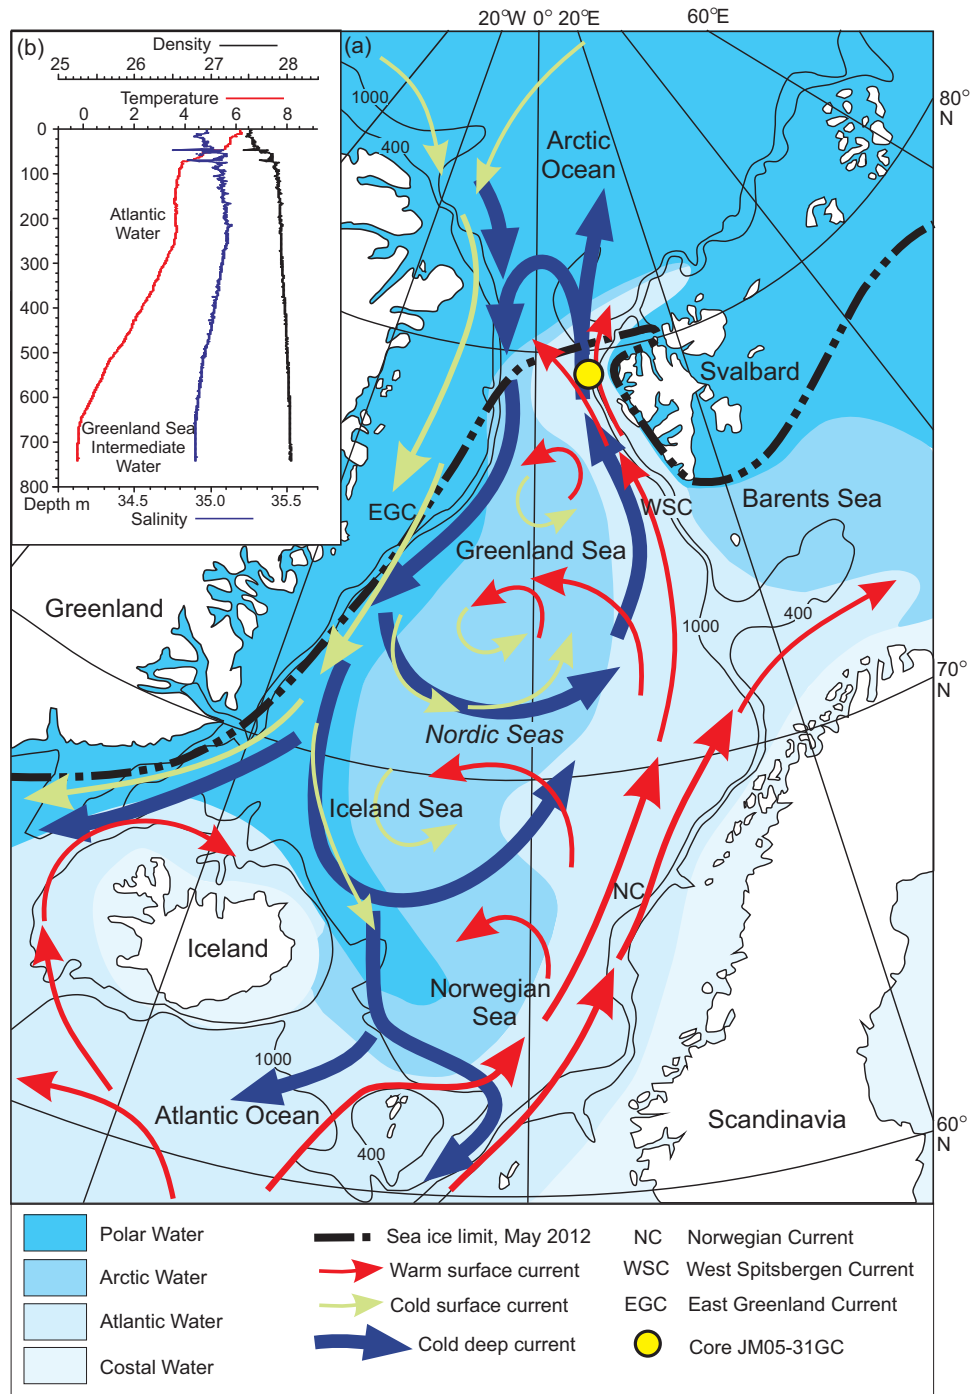 20°W 0° 20°E 60°E
(b)
Density
25 26 27 28
Temperature
0 2 4 6 8
0
100
200
300
400
500
600
700
800
Atlantic
Water
Greenland Sea
Intermediate
Water
Depth m 34.5 35.0 35.5
Salinity
(a)
1000
400
Arctic
Ocean
80°
N
Svalbard
Barents Sea
WSC
EGC
Greenland Sea
Greenland
1000
400
70°
N
Nordic Seas
Iceland Sea
NC
Iceland
Norwegian
Sea
1000
Atlantic Ocean
400
Scandinavia
60°
N
Polar Water
Arctic Water
Atlantic Water
Costal Water
Sea ice limit, May 2012
Warm surface current
Cold surface current
Cold deep current
NC Norwegian Current
WSC West Spitsbergen Current
EGC East Greenland Current
Core JM05-31GC